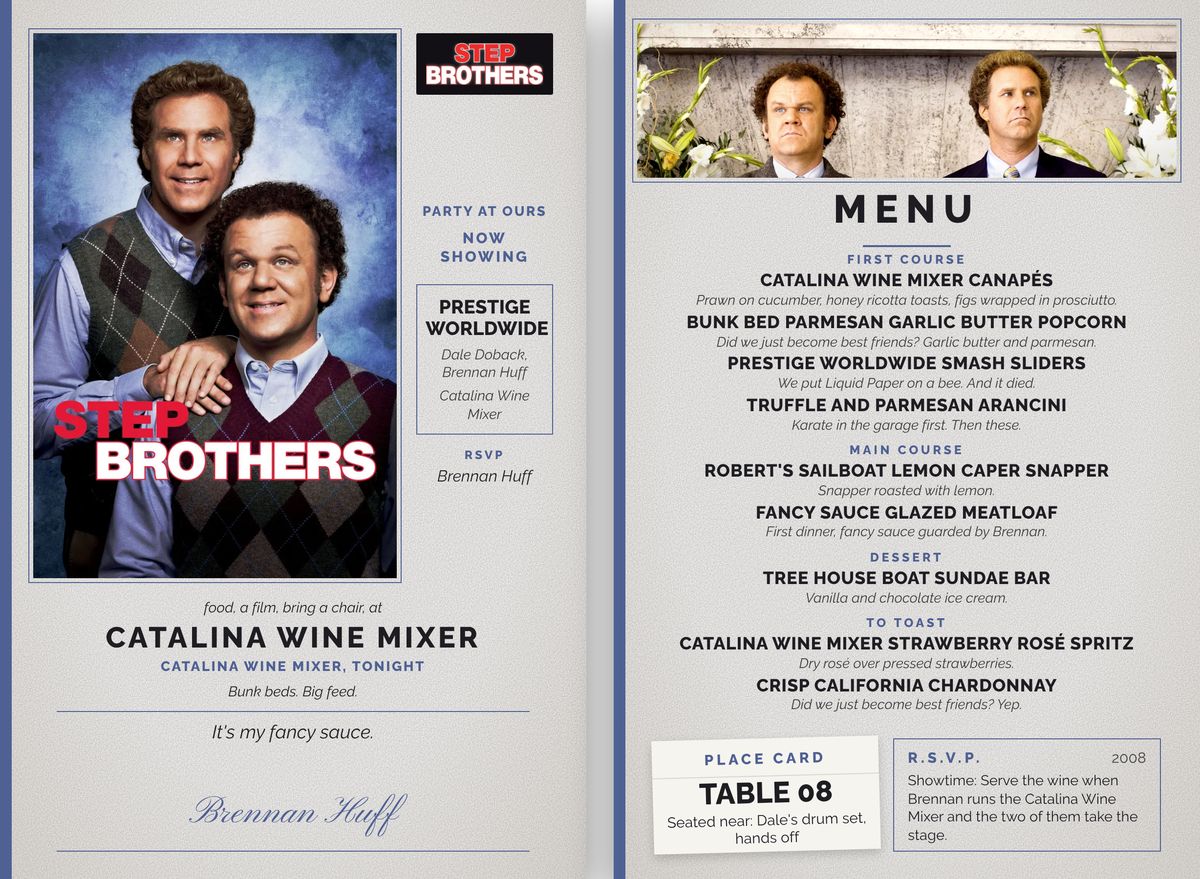 STEP
BROTHERS
STEP
BROTHERS
PARTY AT OURS
NOW
SHOWING
PRESTIGE
WORLDWIDE
Dale Doback,
Brennan Huff
Catalina Wine
Mixer
RSVP
Brennan Huff
food, a film, bring a chair, at
CATALINA WINE MIXER
CATALINA WINE MIXER, TONIGHT
Bunk beds. Big feed.
It's my fancy sauce.
Brennan Huff
MENU
FIRST COURSE
CATALINA WINE MIXER CANAPÉS
Prawn on cucumber, honey ricotta toasts, figs wrapped in prosciutto.
BUNK BED PARMESAN GARLIC BUTTER POPCORN
Did we just become best friends? Garlic butter and parmesan.
PRESTIGE WORLDWIDE SMASH SLIDERS
We put Liquid Paper on a bee. And it died.
TRUFFLE AND PARMESAN ARANCINI
Karate in the garage first. Then these.
MAIN COURSE
ROBERT'S SAILBOAT LEMON CAPER SNAPPER
Snapper roasted with lemon.
FANCY SAUCE GLAZED MEATLOAF
First dinner, fancy sauce guarded by Brennan.
DESSERT
TREE HOUSE BOAT SUNDAE BAR
Vanilla and chocolate ice cream.
TO TOAST
CATALINA WINE MIXER STRAWBERRY ROSÉ SPRITZ
Dry rosé over pressed strawberries.
CRISP CALIFORNIA CHARDONNAY
Did we just become best friends? Yep.
PLACE CARD
TABLE 08
Seated near: Dale's drum set,
hands off
R.S.V.P. 2008
Showtime: Serve the wine when
Brennan runs the Catalina Wine
Mixer and the two of them take the
stage.